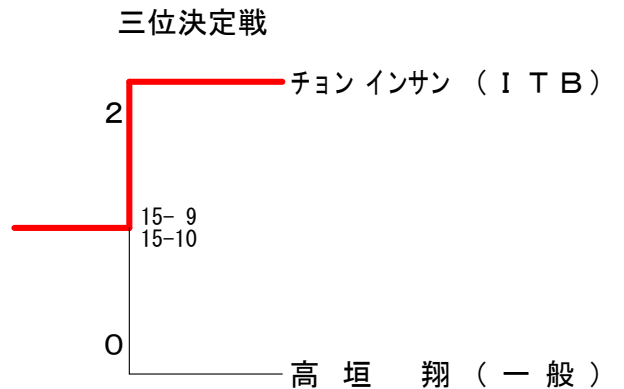 三位決定戦
チョン インサン （ＩＴＢ）
２
15- 9
15-10
０
高　垣　　翔（一般）